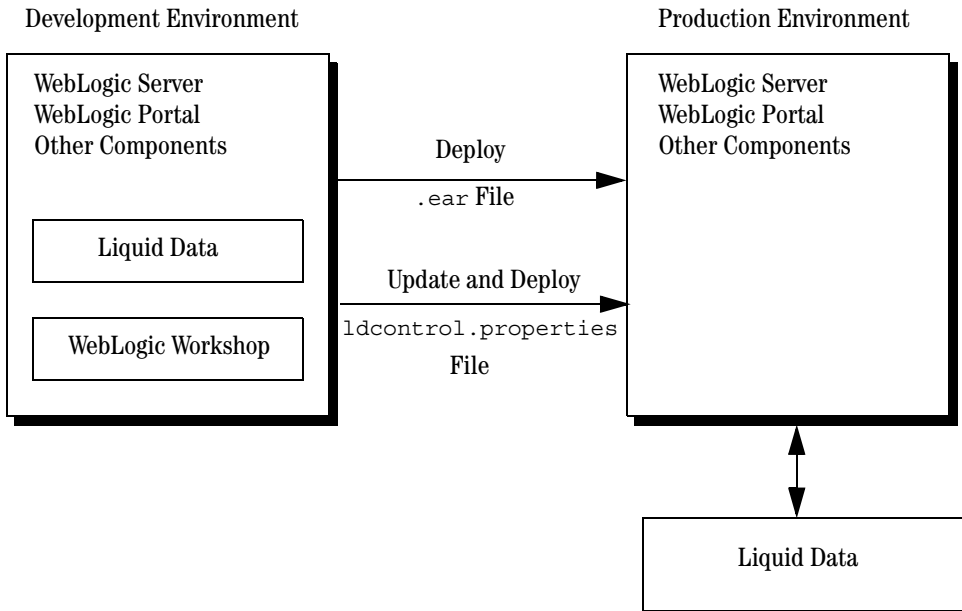 Development Environment
Production Environment
WebLogic Server
WebLogic Portal
Other Components
Liquid Data
WebLogic Workshop
Deploy
.ear File
Update and Deploy
ldcontrol.properties
File
WebLogic Server
WebLogic Portal
Other Components
Liquid Data